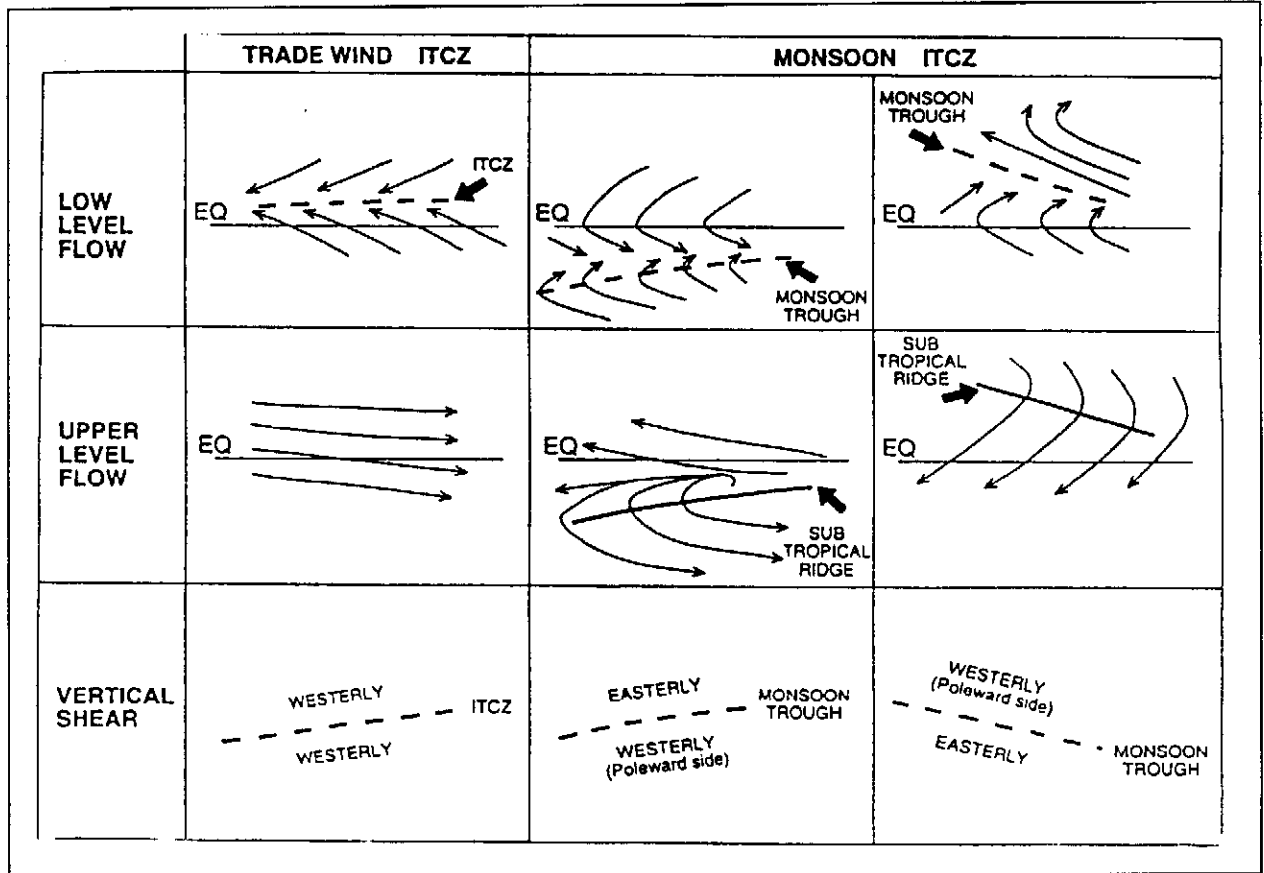 TRADE WIND ITCZ
MONSOON ITCZ
LOW
LEVEL
FLOW
EQ
ITCZ
EQ
MONSOON
TROUGH
MONSOON
TROUGH
EQ
UPPER
LEVEL
FLOW
EQ
EQ
SUB
TROPICAL
RIDGE
SUB
TROPICAL
RIDGE
EQ
VERTICAL
SHEAR
WESTERLY
ITCZ
WESTERLY
EASTERLY
MONSOON
TROUGH
WESTERLY
(Poleward side)
WESTERLY
(Poleward side)
EASTERLY
MONSOON
TROUGH